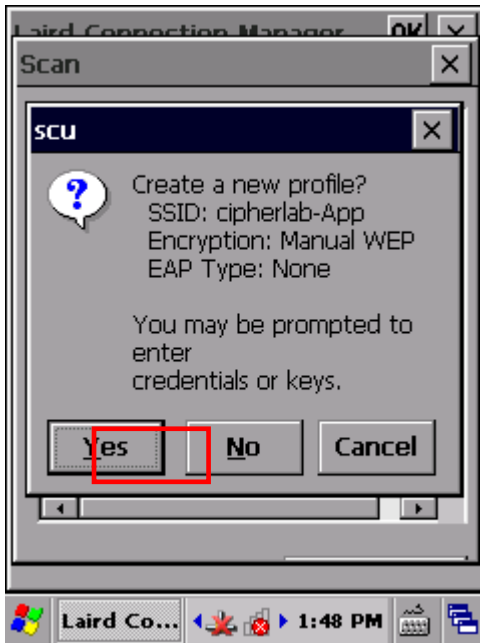 Laird Connection Manager OK
Scan
scu
Create a new profile?
SSID: cipherlab-App
Encryption: Manual WEP
EAP Type: None
You may be prompted to
enter
credentials or keys.
Yes No Cancel
Laird Co... 1:48 PM